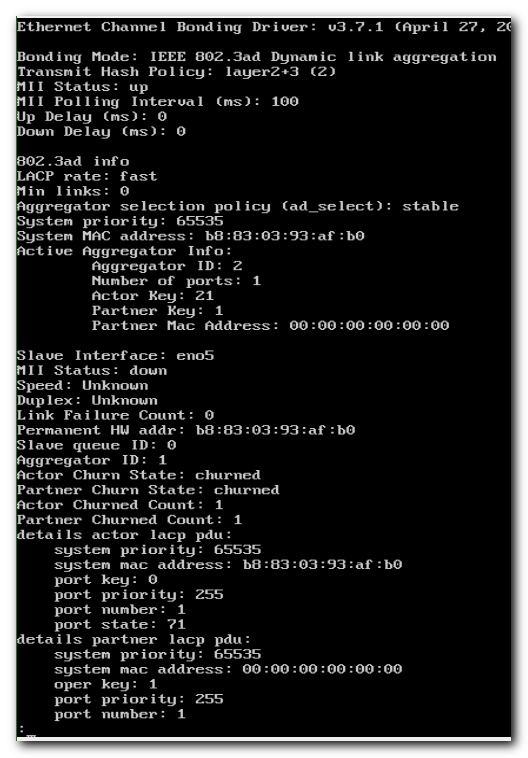 Ethernet Channel Bonding Driver: v3.7.1 (April 27,
Bonding Mode: IEEE 802.3ad Dynamic link aggregation
Transmit Hash Policy: layer2+3 (2)
MII Status: up
MII Polling Interval (ms): 100
Up Delay (ms): 0
Down Delay (ms): 0
802.3ad info
LACP rate: fast
Min links: 0
Aggregator selection policy (ad_select): stable
System priority: 65535
System MAC address: b8:83:03:93:af:b0
Active Aggregator Info:
Aggregator ID: 2
Number of ports: 1
Actor Key: 21
Partner Key: 1
Partner Mac Address: 00:00:00:00:00:00
Slave Interface: eno5
MII Status: down
Speed: Unknown
Duplex: Unknown
Link Failure Count: 0
Permanent HW addr: b8:83:03:93:af:b0
Slave queue ID: 0
Aggregator ID: 1
Actor Churn State: churned
Partner Churn State: churned
Actor Churned Count: 1
Partner Churned Count: 1
details actor lacp pdu:
system priority: 65535
system mac address: b8:83:03:93:af:b0
port key: 0
port priority: 255
port number: 1
port state: 71
details partner lacp pdu:
system priority: 65535
system mac address: 00:00:00:00:00:00
oper key: 1
port priority: 255
port number: 1
: